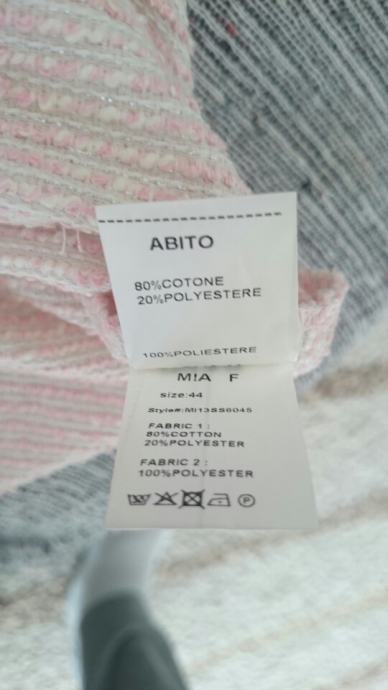 ABITO
80%COTONE
20%POLYESTERE
100%POLIESTERE
M!A F
size:44
Style#:MI13SS6045
FABRIC 1 :
80%COTTON
20%POLYESTER
FABRIC 2 :
100%POLYESTER
P